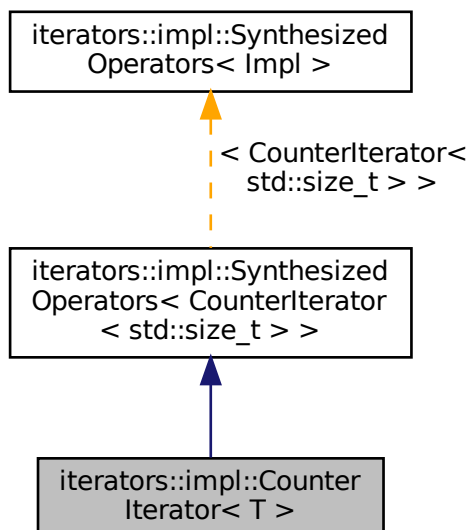 iterators::impl::Synthesized
Operators< Impl >
< CounterIterator<
std::size_t > >
iterators::impl::Synthesized
Operators< CounterIterator
< std::size_t > >
iterators::impl::Counter
Iterator< T >